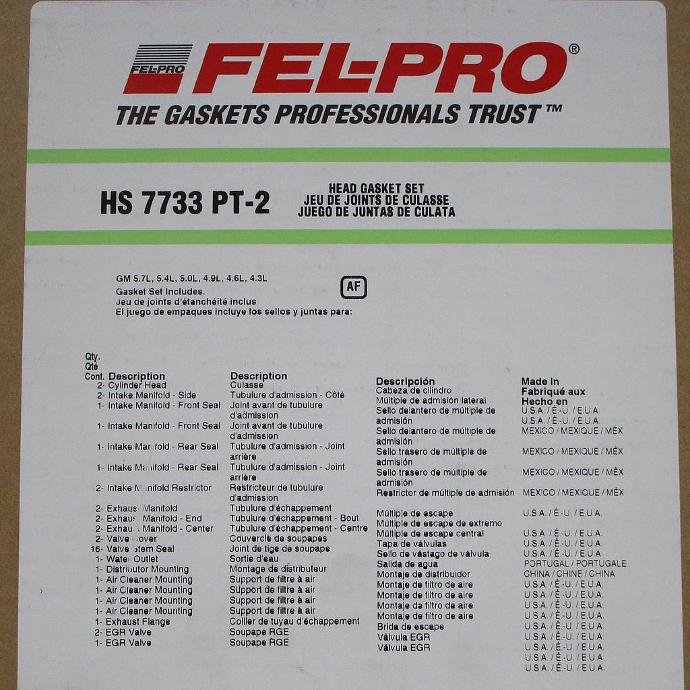 FEL-PRO FEL-PRO®
THE GASKETS PROFESSIONALS TRUST™
HS 7733 PT-2
HEAD GASKET SET
JEU DE JOINTS DE CULASSE
JUEGO DE JUNTAS DE CULATA
GM 5.7L, 5.4L, 5.0L, 4.9L, 4.6L, 4.3L
AF
Gasket Set Includes.
Jeu de joints d'étanchéité inclus
El juego de empaques incluye los sellos y juntas para:
Qty.
Qté
Cont. Description
2- Cylinder Head
2- Intake Manifold - Side
1- Intake Manifold - Front Seal
1- Intake Manifold - Front Seal
1- Intake Manifold - Rear Seal
1- Intake Manifold - Rear Seal
2- Intake Manifold Restrictor
2- Exhaust Manifold
2- Exhaust Manifold - End
2- Exhaust Manifold - Center
2- Valve Cover
16- Valve Stem Seal
1- Water Outlet
1- Distributor Mounting
1- Air Cleaner Mounting
1- Air Cleaner Mounting
1- Air Cleaner Mounting
1- Air Cleaner Mounting
1- Exhaust Flange
2- EGR Valve
1- EGR Valve
Description
Culasse
Tubulure d'admission - Côté
Joint avant de tubulure
d'admission
Joint avant de tubulure
d'admission
Tubulure d'admission - Joint
arrière
Tubulure d'admission - Joint
arrière
Restricteur de tubulure
d'admission
Tubulure d'échappement
Tubulure d'échappement - Bout
Tubulure d'échappement - Centre
Couvercle de soupapes
Joint de tige de soupape
Sortie d'eau
Montage de distributeur
Support de filtre à air
Support de filtre à air
Support de filtre à air
Support de filtre à air
Collier de tuyau d'échappement
Soupape RGE
Soupape RGE
Descripción
Cabeza de cilindro
Múltiple de admisión lateral
Sello delantero de múltiple de
admisión
Sello delantero de múltiple de
admisión
Sello trasero de múltiple de
admisión
Sello trasero de múltiple de
admisión
Restrictor de múltiple de admisión
Múltiple de escape
Múltiple de escape de extremo
Múltiple de escape central
Tapa de válvulas
Sello de vástago de válvula
Salida de agua
Montaje de distribuidor
Montaje de filtro de aire
Montaje de filtro de aire
Montaje de filtro de aire
Montaje de filtro de aire
Brida de escape
Válvula EGR
Válvula EGR
Made In
Fabriqué aux
Hecho en
U.S.A. / É.-U. / E.U.A.
U.S.A. / É.-U. / E.U.A.
MEXICO / MEXIQUE / MÉX
MEXICO / MEXIQUE / MÉX
MEXICO / MEXIQUE / MÉX
MEXICO / MEXIQUE / MÉX
U.S.A. / É.-U. / E.U.A.
U.S.A. / É.-U. / E.U.A.
U.S.A. / É.-U. / E.U.A.
U.S.A. / É.-U. / E.U.A.
PORTUGAL / PORTUGALE
CHINA / CHINE / CHINA
U.S.A. / É.-U. / E.U.A.
U.S.A. / É.-U. / E.U.A.
U.S.A. / É.-U. / E.U.A.
U.S.A. / É.-U. / E.U.A.
U.S.A. / É.-U. / E.U.A.
U.S.A. / É.-U. / E.U.A.
U.S.A. / É.-U. / E.U.A.
U.S.A. / É.-U. / E.U.A.
U.S.A. / É.-U. / E.U.A.